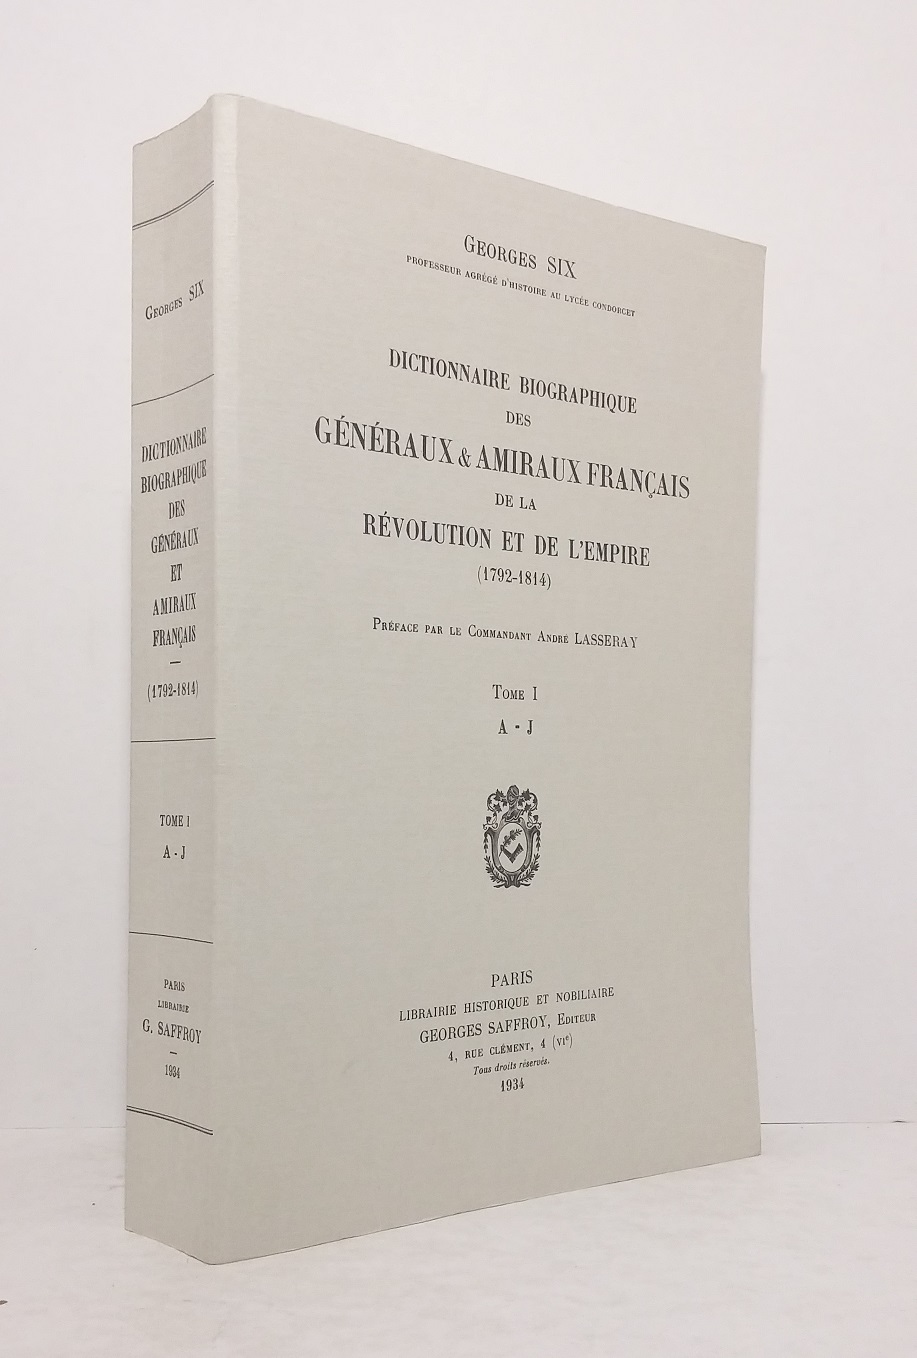 GEORGES SIX
DICTIONNAIRE
BIOGRAPHIQUE
DES
GÉNÉRAUX
ET
AMIRAUX
FRANÇAIS
—
(1792-1814)
TOME I
A - J
PARIS
LIBRAIRIE
G. SAFFROY
—
1934
GEORGES SIX
PROFESSEUR AGRÉGÉ D'HISTOIRE AU LYCÉE CONDORCET
DICTIONNAIRE BIOGRAPHIQUE
DES
GÉNÉRAUX & AMIRAUX FRANÇAIS
DE LA
RÉVOLUTION ET DE L'EMPIRE
(1792-1814)
PRÉFACE PAR LE COMMANDANT ANDRÉ LASSERAY
TOME I
A - J
PARIS
LIBRAIRIE HISTORIQUE ET NOBILIAIRE
GEORGES SAFFROY, ÉDITEUR
4, RUE CLÉMENT, 4 (VIe)
Tous droits réservés.
1934